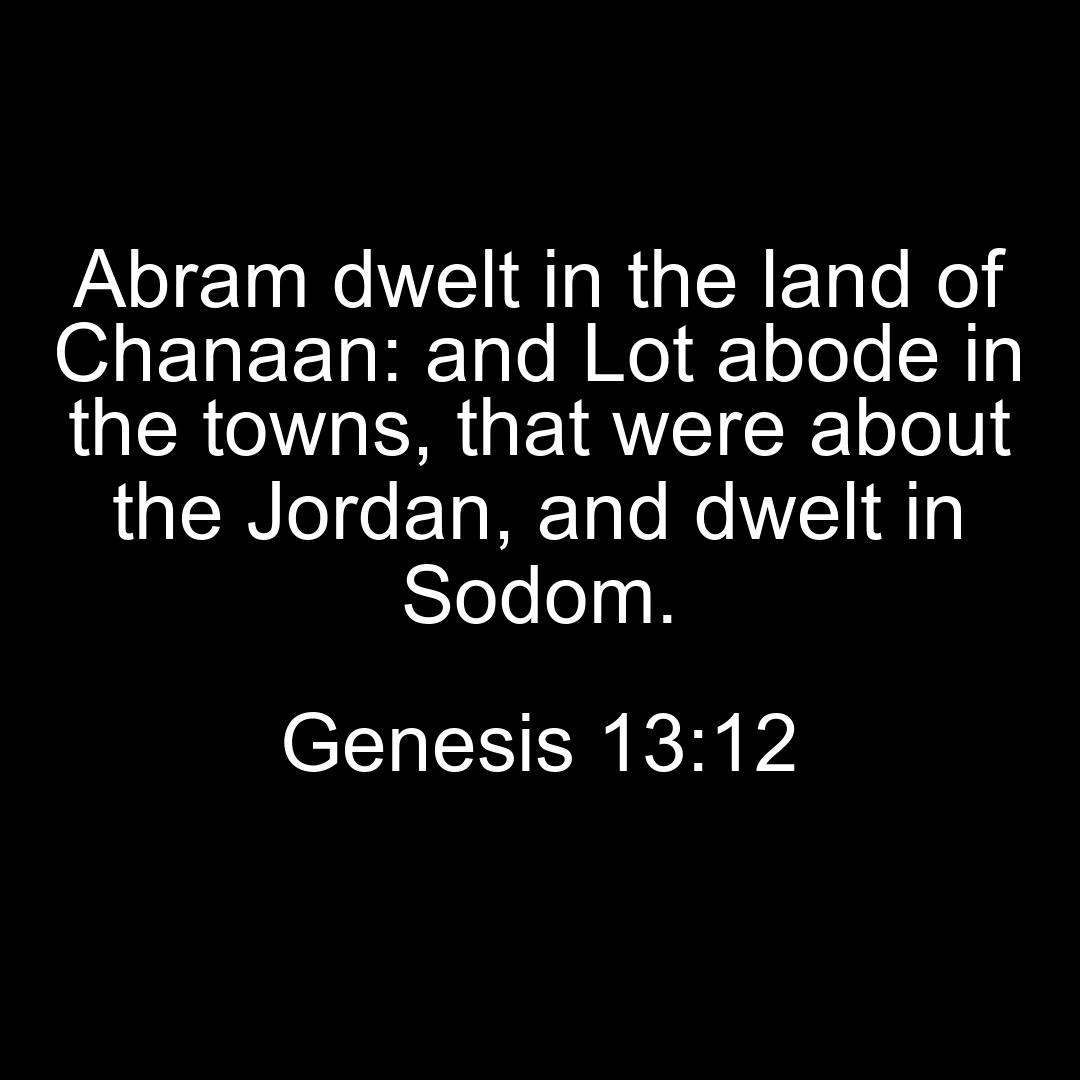 Abram dwelt in the land of
Chanaan: and Lot abode in
the towns, that were about
the Jordan, and dwelt in
Sodom.
Genesis 13:12